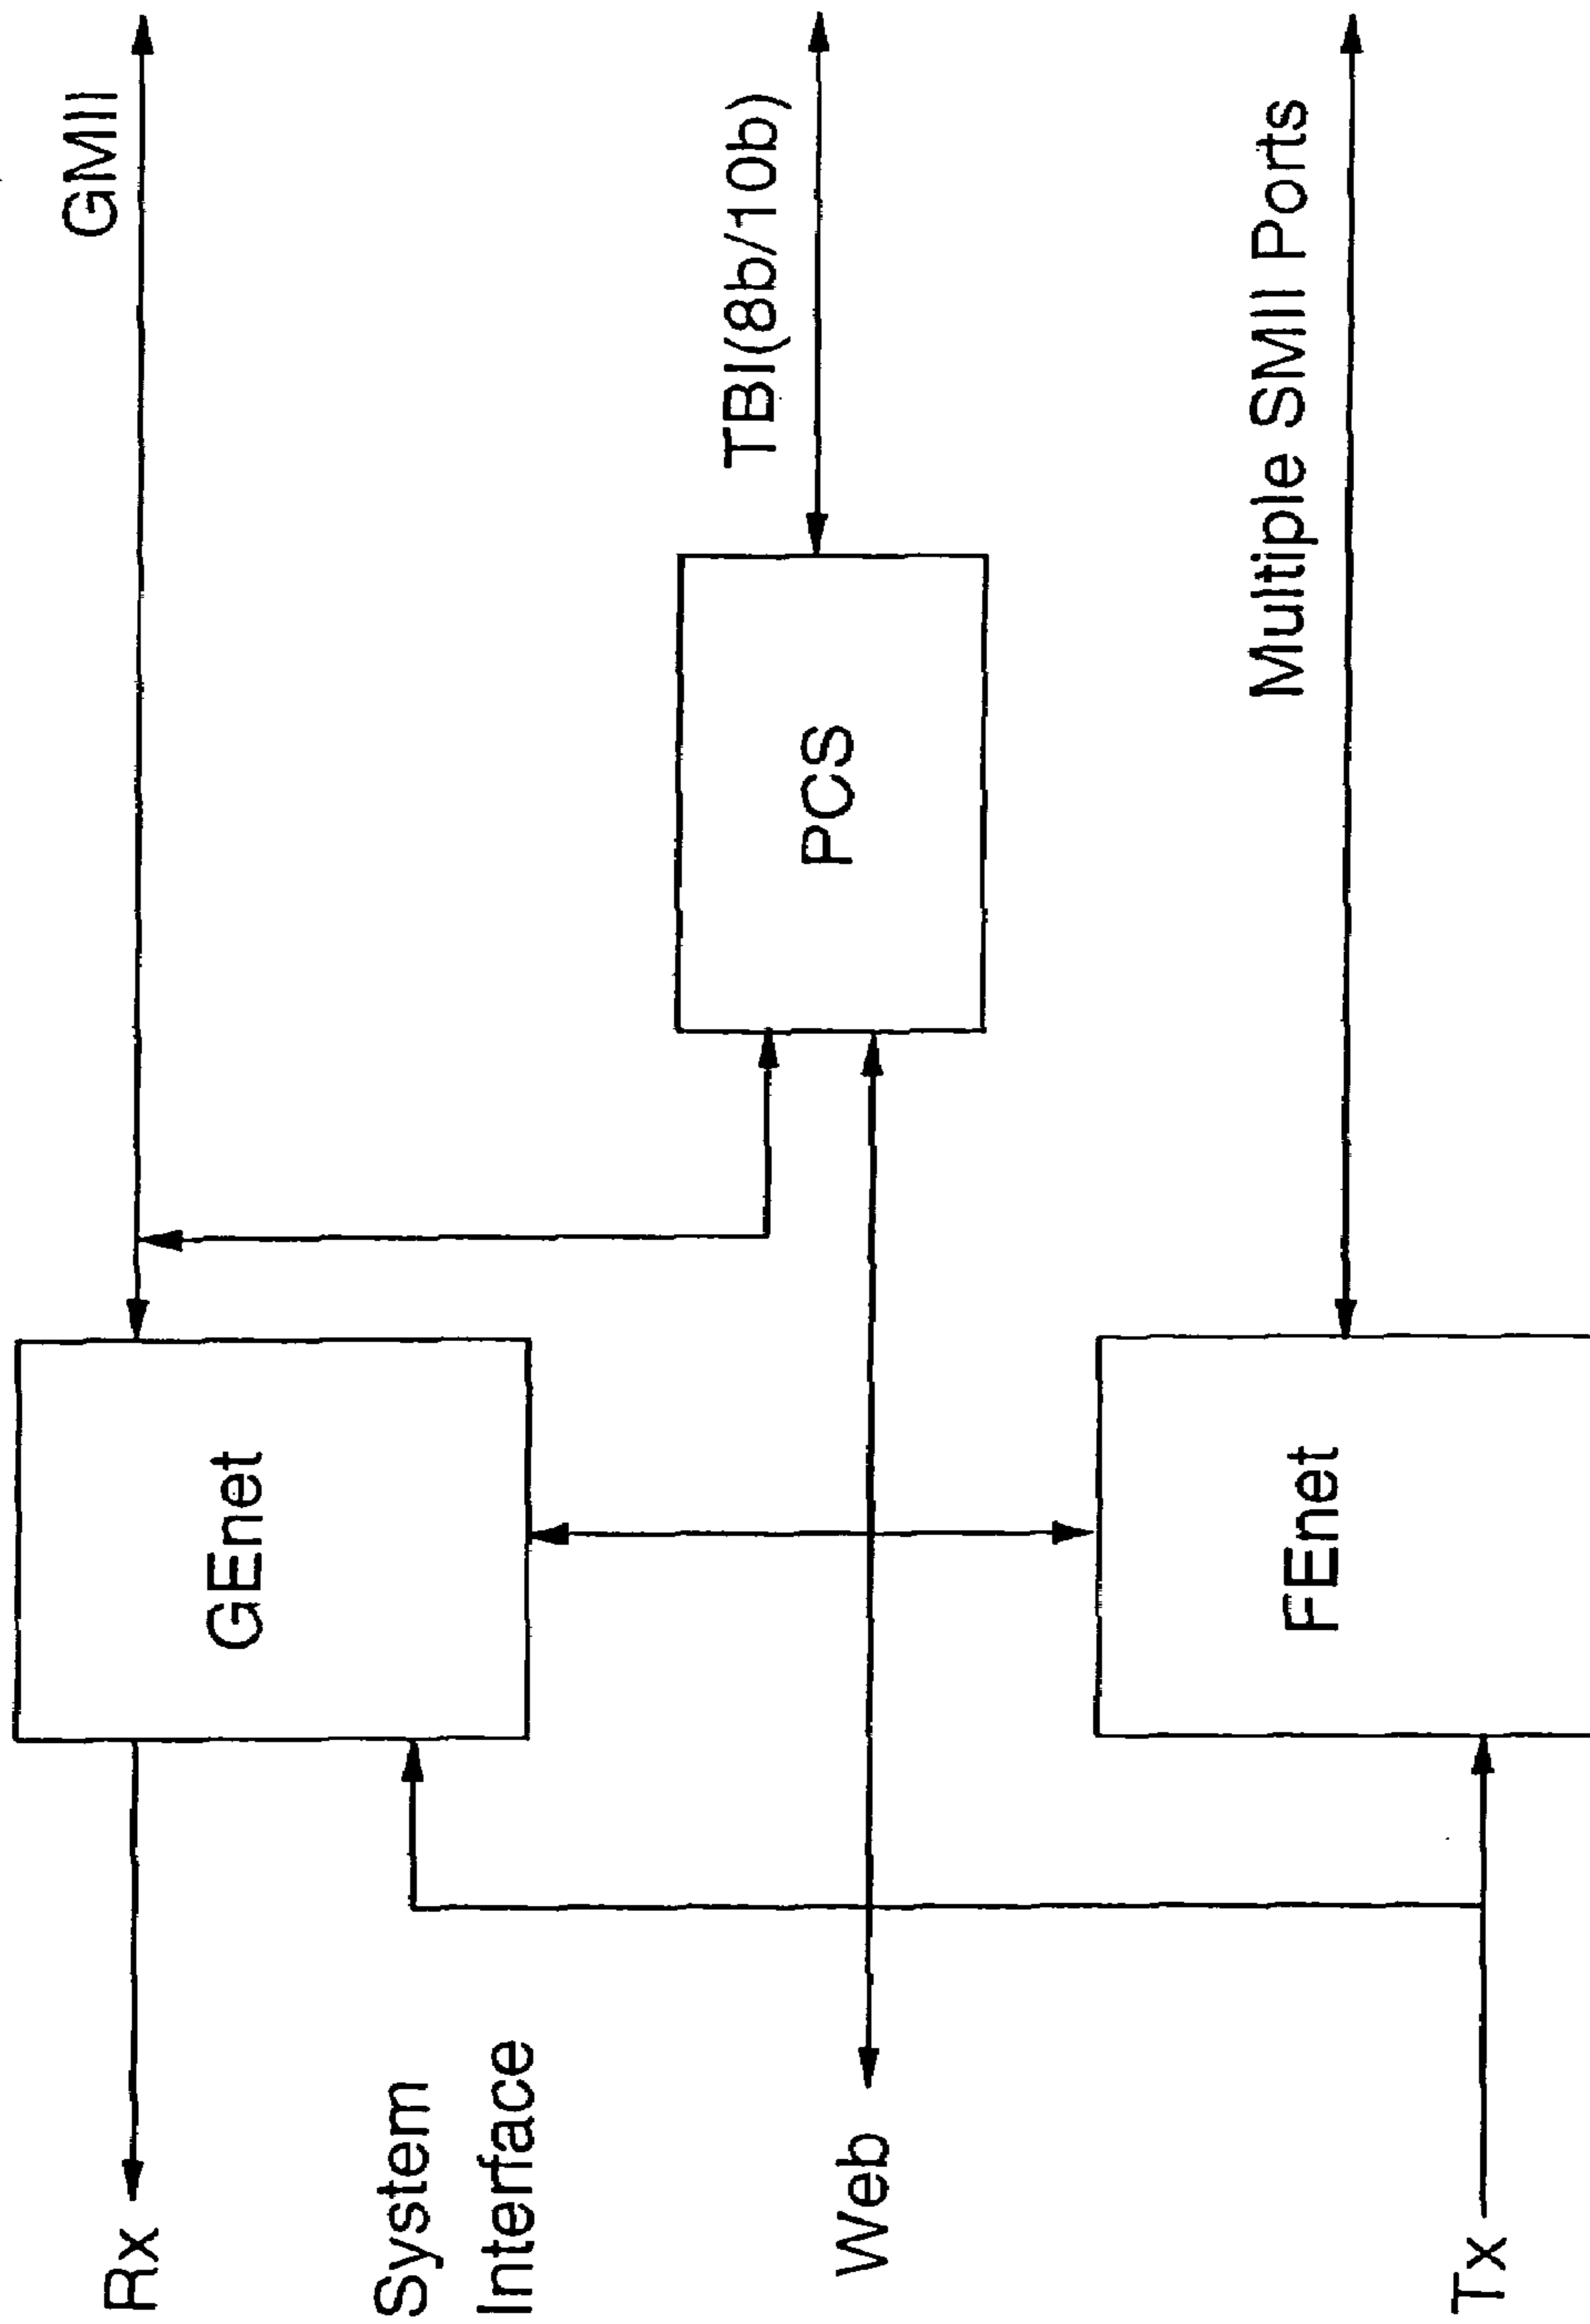 Rx
GEnet
GMII
System
Interface
Web
PCS
TBI(8b/10b)
Tx
FEnet
Multiple SMII Ports